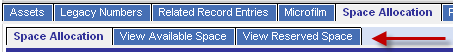 Assets Legacy Numbers Related Record Entries Microfilm Space Allocation
Space Allocation View Available Space View Reserved Space